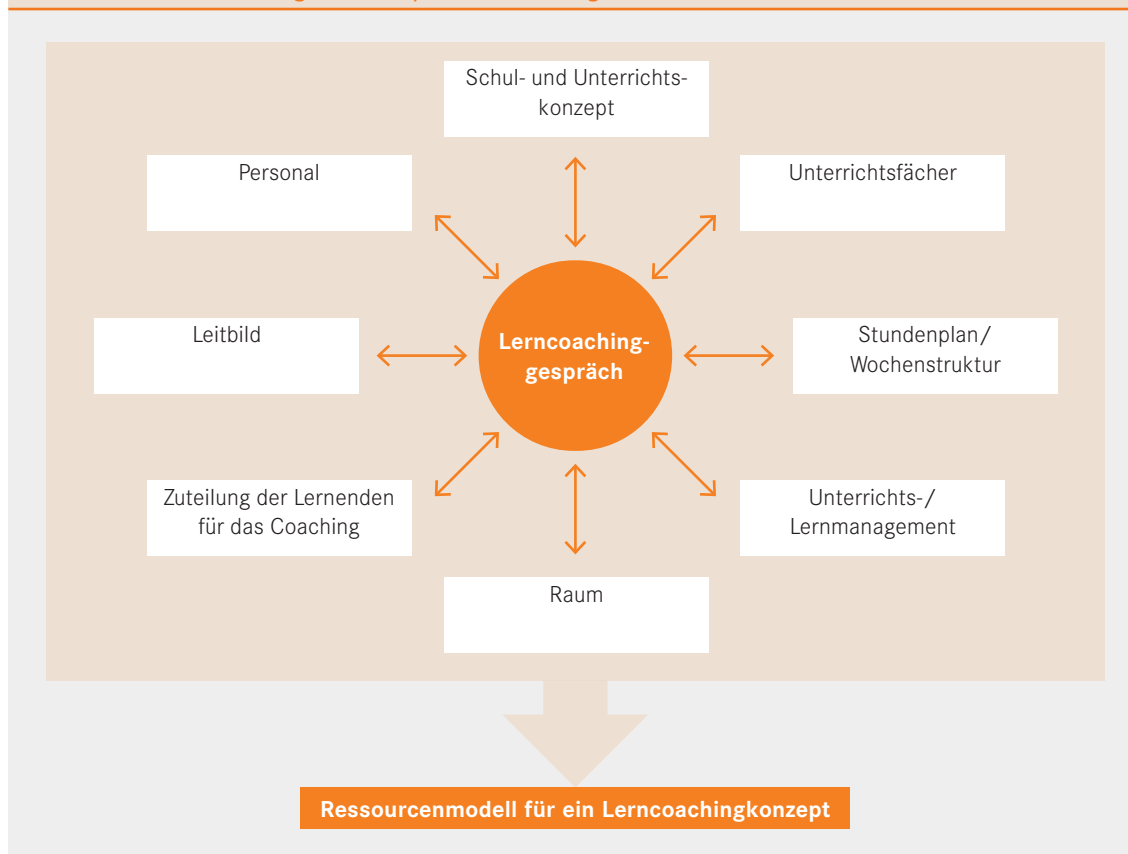 Schul- und Unterrichts-
konzept
Personal
Unterrichtsfächer
Leitbild
Lerncoaching-
gespräch
Stundenplan/
Wochenstruktur
Zuteilung der Lernenden
für das Coaching
Unterrichts-/
Lernmanagement
Raum
Ressourcenmodell für ein Lerncoachingkonzept